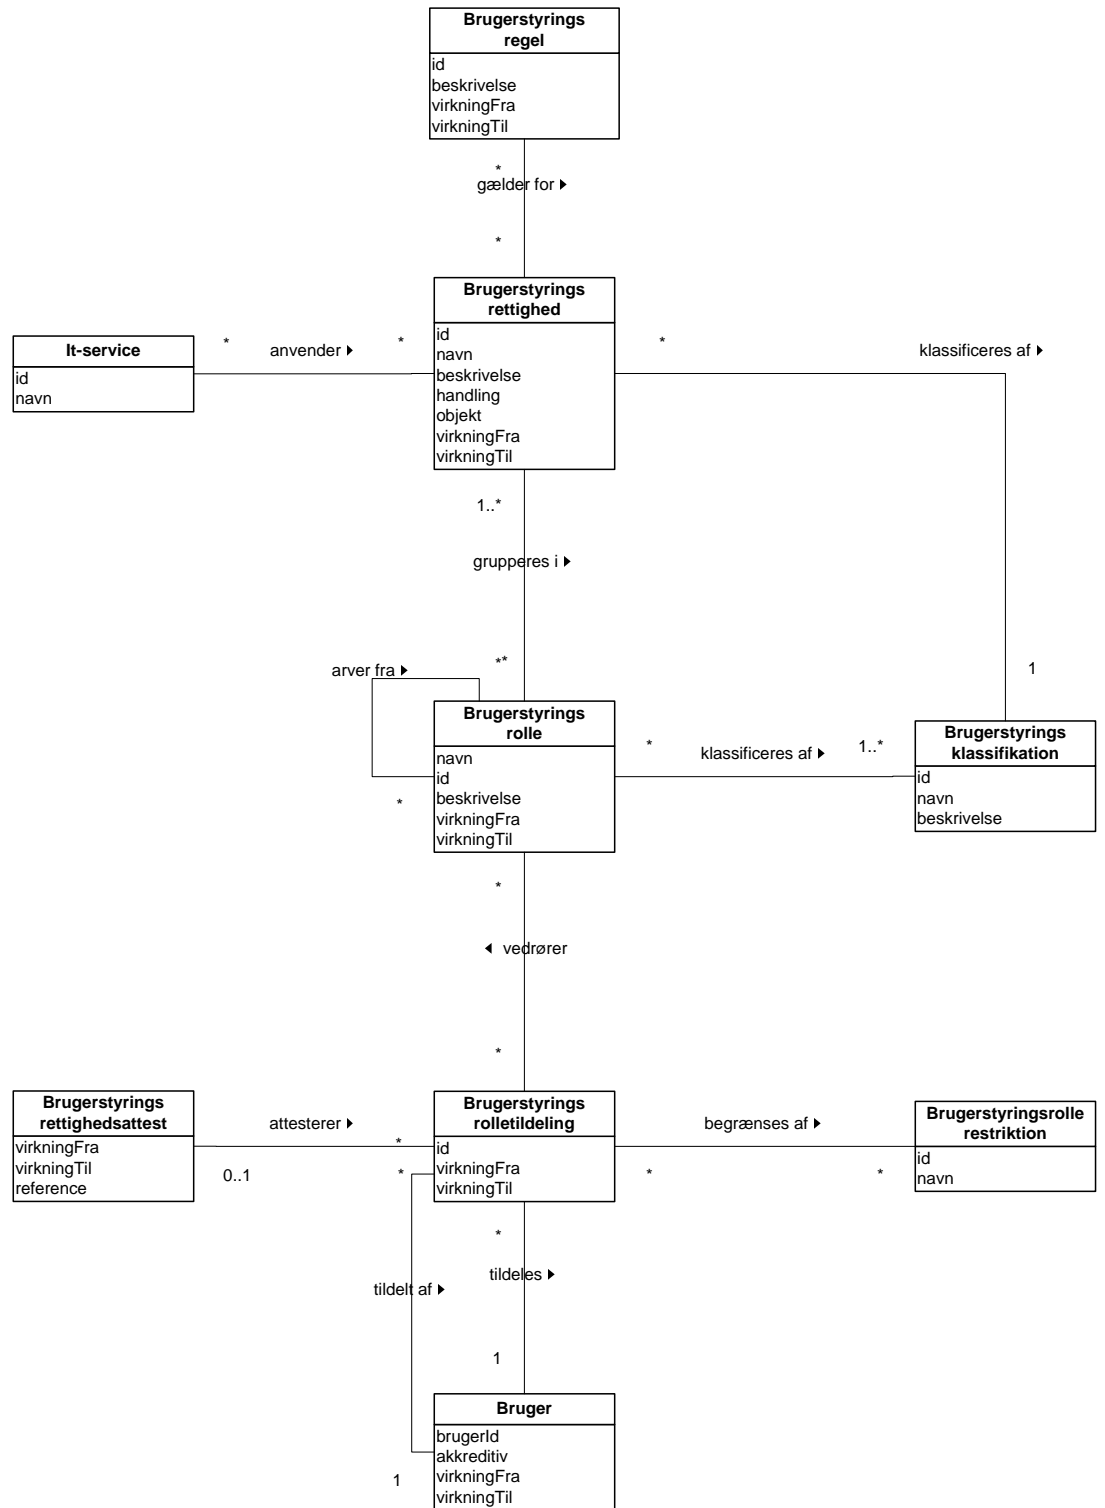 Brugerstyrings
regel
id
beskrivelse
virkningFra
virkningTil
*
gælder for
*
Brugerstyrings
rettighed
id
navn
beskrivelse
handling
objekt
virkningFra
virkningTil
It-service
id
navn
*
anvender
*
*
klassificeres af
1
1..*
grupperes i
**
arver fra
*
Brugerstyrings
rolle
navn
id
beskrivelse
virkningFra
virkningTil
*
klassificeres af
1..*
Brugerstyrings
klassifikation
id
navn
beskrivelse
*
vedrører
*
Brugerstyrings
rettighedsattest
virkningFra
virkningTil
reference
attesterer
0..1
*
*
Brugerstyrings
rolletildeling
id
virkningFra
virkningTil
begrænses af
*
*
Brugerstyringsrolle
restriktion
id
navn
*
tildeles
tildelt af
1
1
Bruger
brugerId
akkreditiv
virkningFra
virkningTil